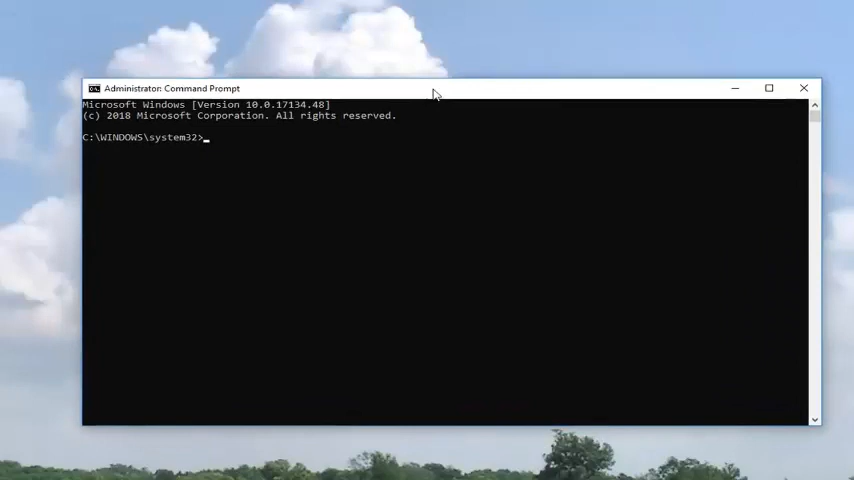 Administrator: Command Prompt
Microsoft Windows [Version 10.0.17134.48]
(c) 2018 Microsoft Corporation. All rights reserved.
C:\WINDOWS\system32>